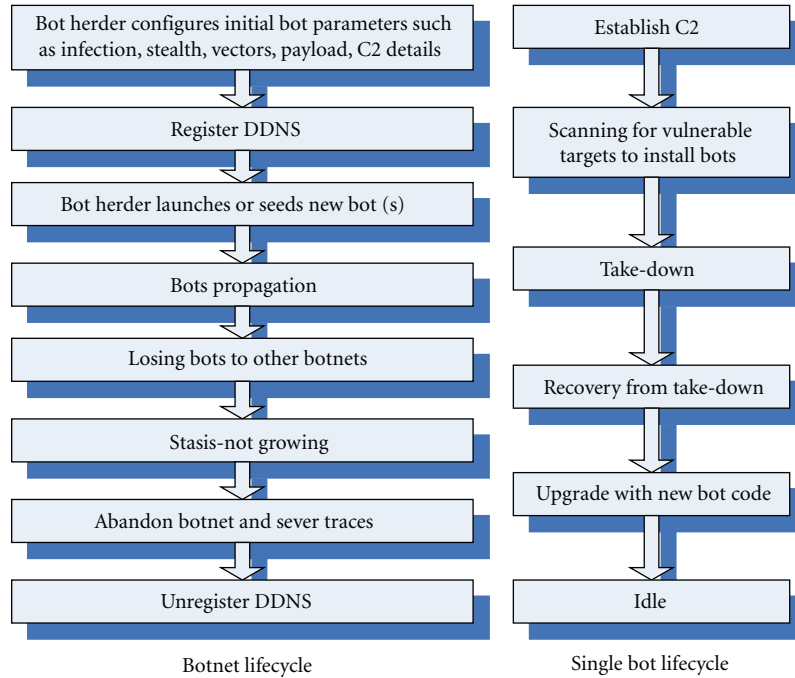 Bot herder configures initial bot parameters such
as infection, stealth, vectors, payload, C2 details
Register DDNS
Bot herder launches or seeds new bot (s)
Bots propagation
Losing bots to other botnets
Stasis-not growing
Abandon botnet and sever traces
Unregister DDNS
Botnet lifecycle
Establish C2
Scanning for vulnerable
targets to install bots
Take-down
Recovery from take-down
Upgrade with new bot code
Idle
Single bot lifecycle